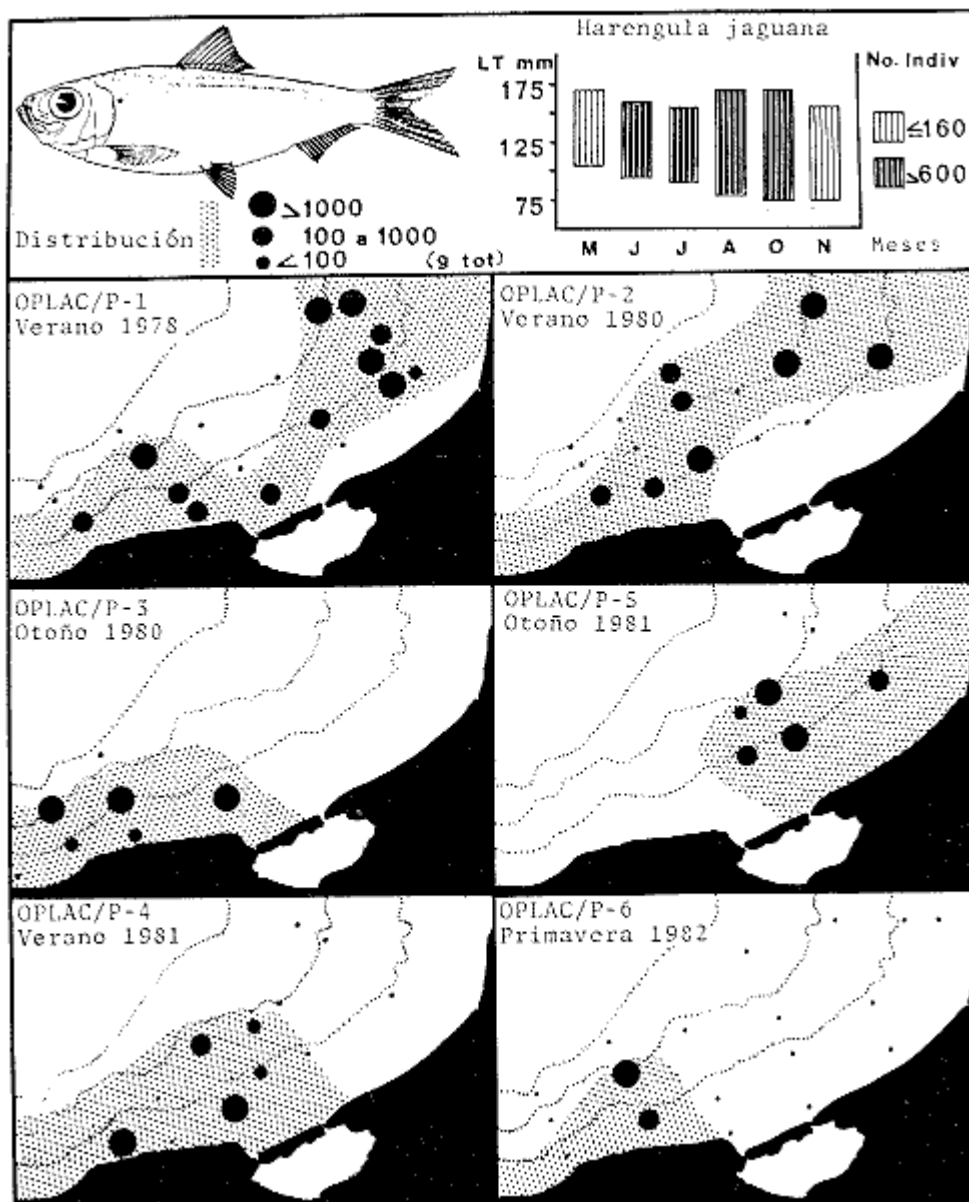 Harengula jaguana
LT mm
175
125
75
M J J A O N
Meses
No. Indiv
≤160
>600
Distribución
>1000
100 a 1000
<100 (g tot)
OPLAC/P-1
Verano 1978
OPLAC/P-2
Verano 1980
OPLAC/P-3
Otoño 1980
OPLAC/P-5
Otoño 1981
OPLAC/P-4
Verano 1981
OPLAC/P-6
Primavera 1982